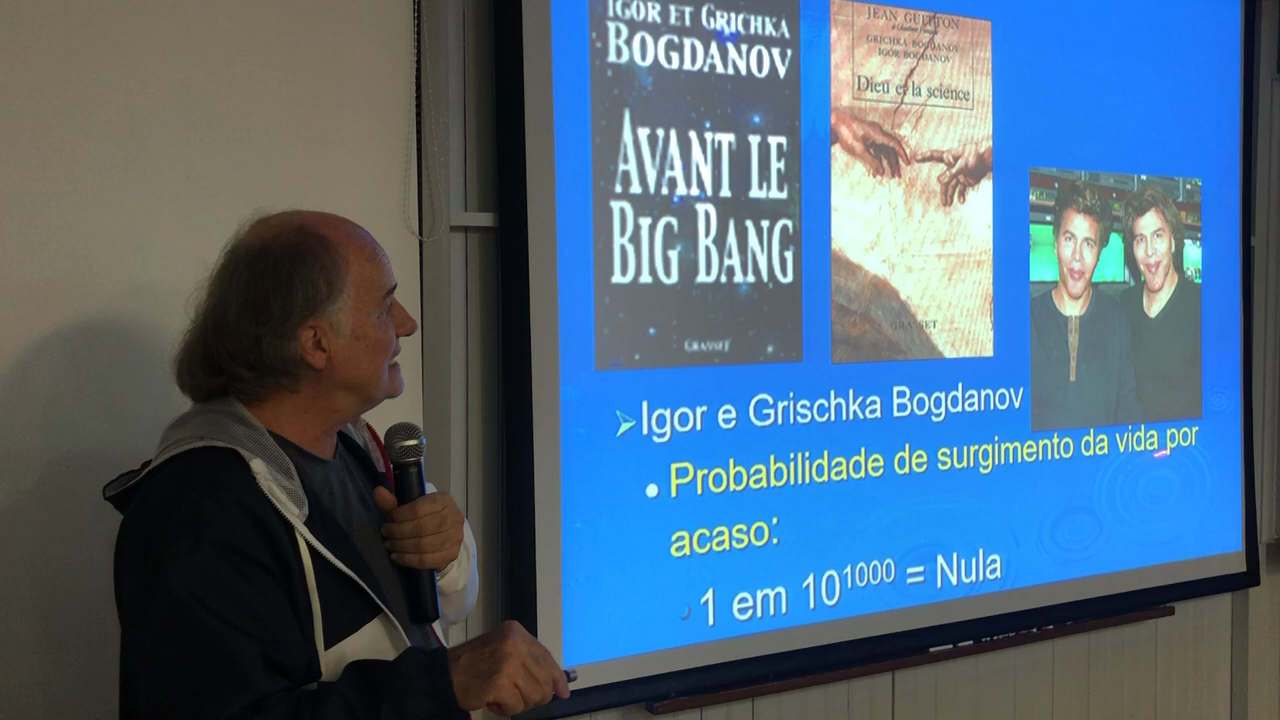 IGOR ET GRICHKA
BOGDANOV
AVANT LE
BIG BANG
GRASSET
JEAN GUITTON
GRICHKA BOGDANOV
IGOR BOGDANOV
Dieu et la science
GRASSET
Igor e Grischka Bogdanov
Probabilidade de surgimento da vida por
acaso:
1 em 10¹⁰⁰⁰ = Nula